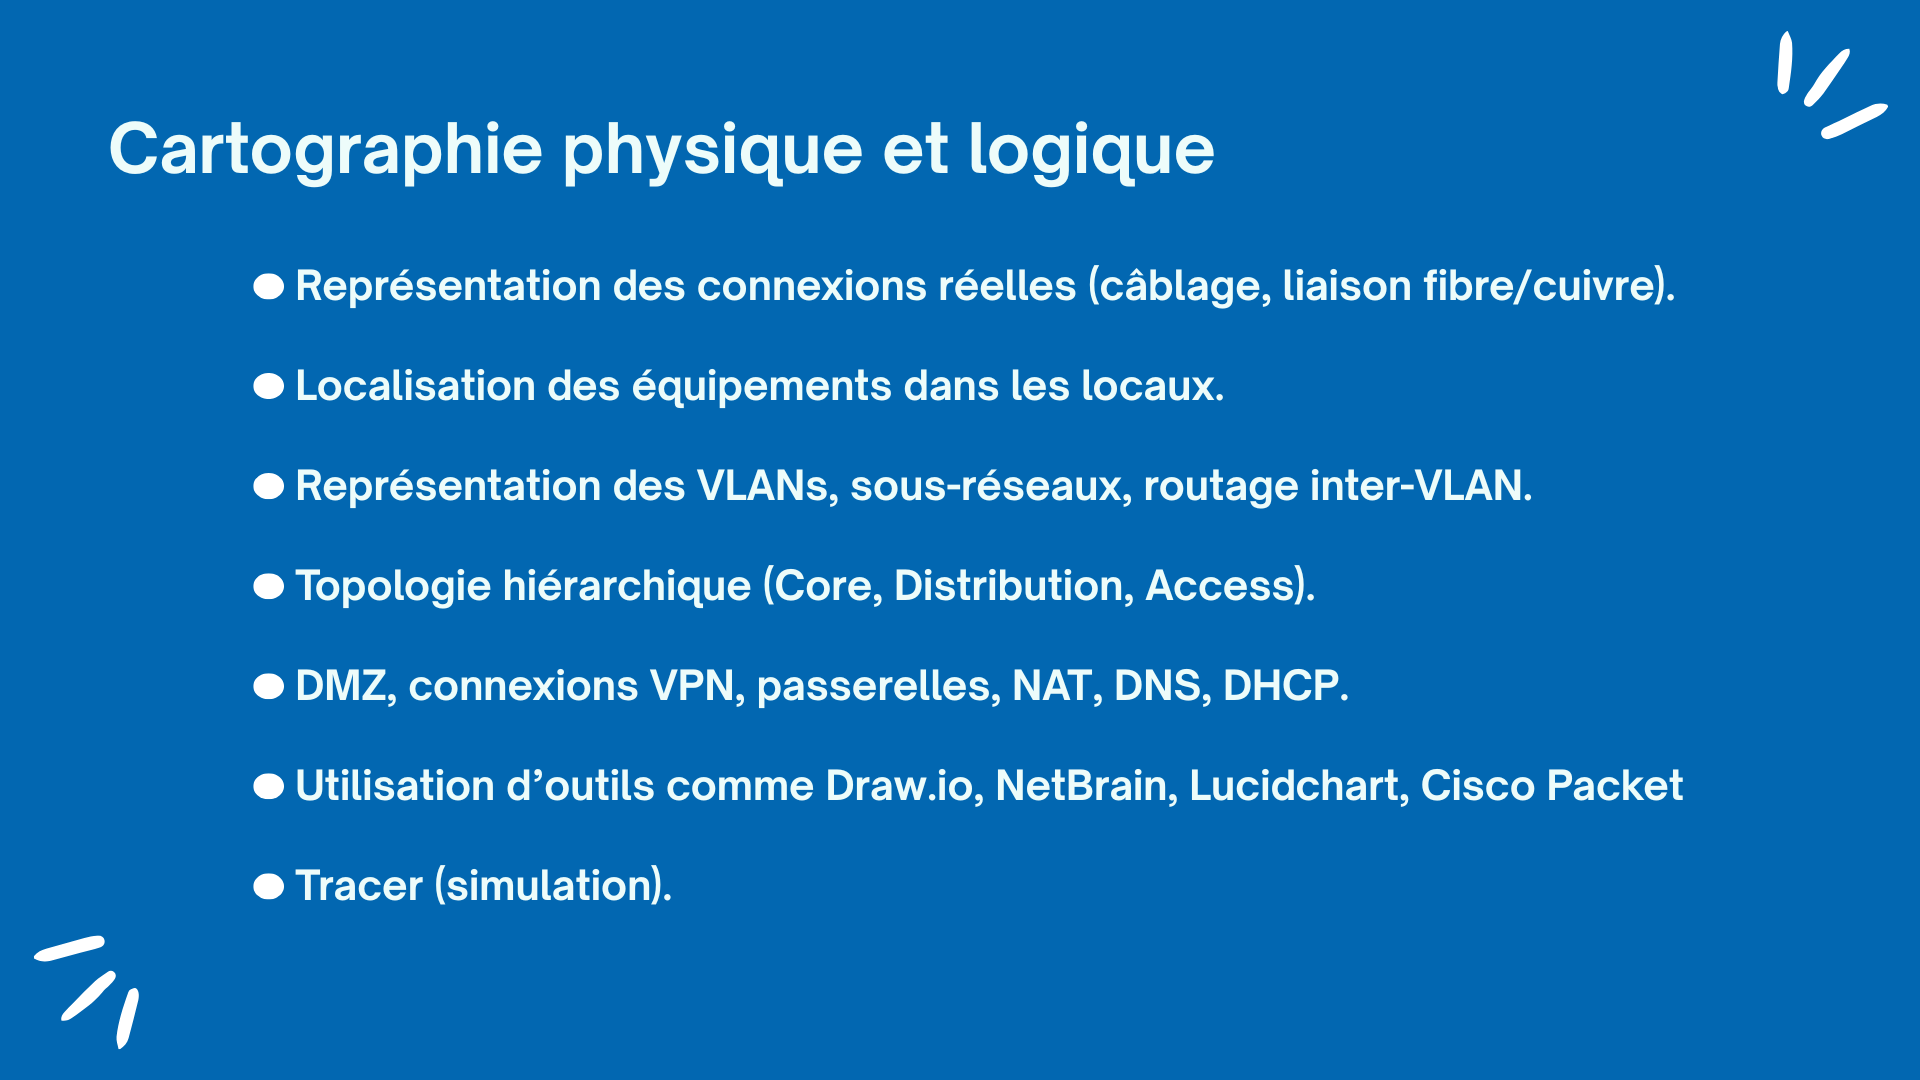 Cartographie physique et logique
Représentation des connexions réelles (câblage, liaison fibre/cuivre).
Localisation des équipements dans les locaux.
Représentation des VLANs, sous-réseaux, routage inter-VLAN.
Topologie hiérarchique (Core, Distribution, Access).
DMZ, connexions VPN, passerelles, NAT, DNS, DHCP.
Utilisation d’outils comme Draw.io, NetBrain, Lucidchart, Cisco Packet
Tracer (simulation).